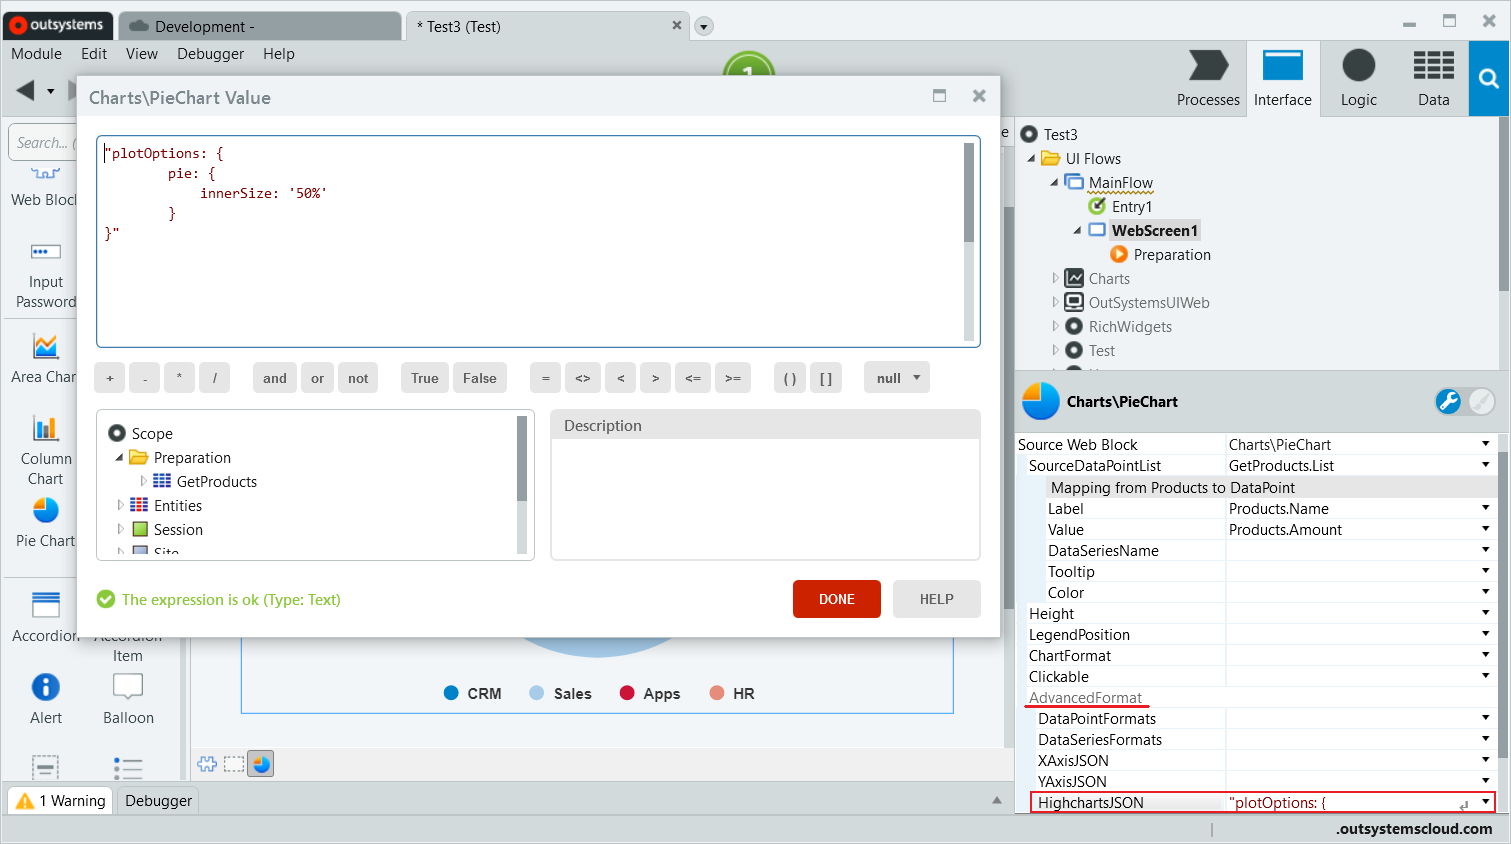 outsystems
Development -
* Test3 (Test)
Module
Edit
View
Debugger
Help
1
Processes
Interface
Logic
Data
Search... (
Web Block
Input
Password
Area Char
Column
Chart
Pie Chart
Accordion
Accordion
Item
Alert
Balloon
Charts\PieChart Value
"plotOptions: {
pie: {
innerSize: '50%'
}
}"
+
-
*
/
and
or
not
True
False
=
<>
<
>
<=
>=
( )
[ ]
null
Scope
Preparation
GetProducts
Entities
Session
Site
Description
The expression is ok (Type: Text)
DONE
HELP
CRM
Sales
Apps
HR
e
Test3
UI Flows
MainFlow
Entry1
WebScreen1
Preparation
Charts
OutSystemsUIWeb
RichWidgets
Test
Charts\PieChart
Source Web Block Charts\PieChart
SourceDataPointList GetProducts.List
Mapping from Products to DataPoint
Label Products.Name
Value Products.Amount
DataSeriesName
Tooltip
Color
Height
LegendPosition
ChartFormat
Clickable
AdvancedFormat
DataPointFormats
DataSeriesFormats
XAxisJSON
YAxisJSON
HighchartsJSON "plotOptions: {
1 Warning
Debugger
.outsystemscloud.com